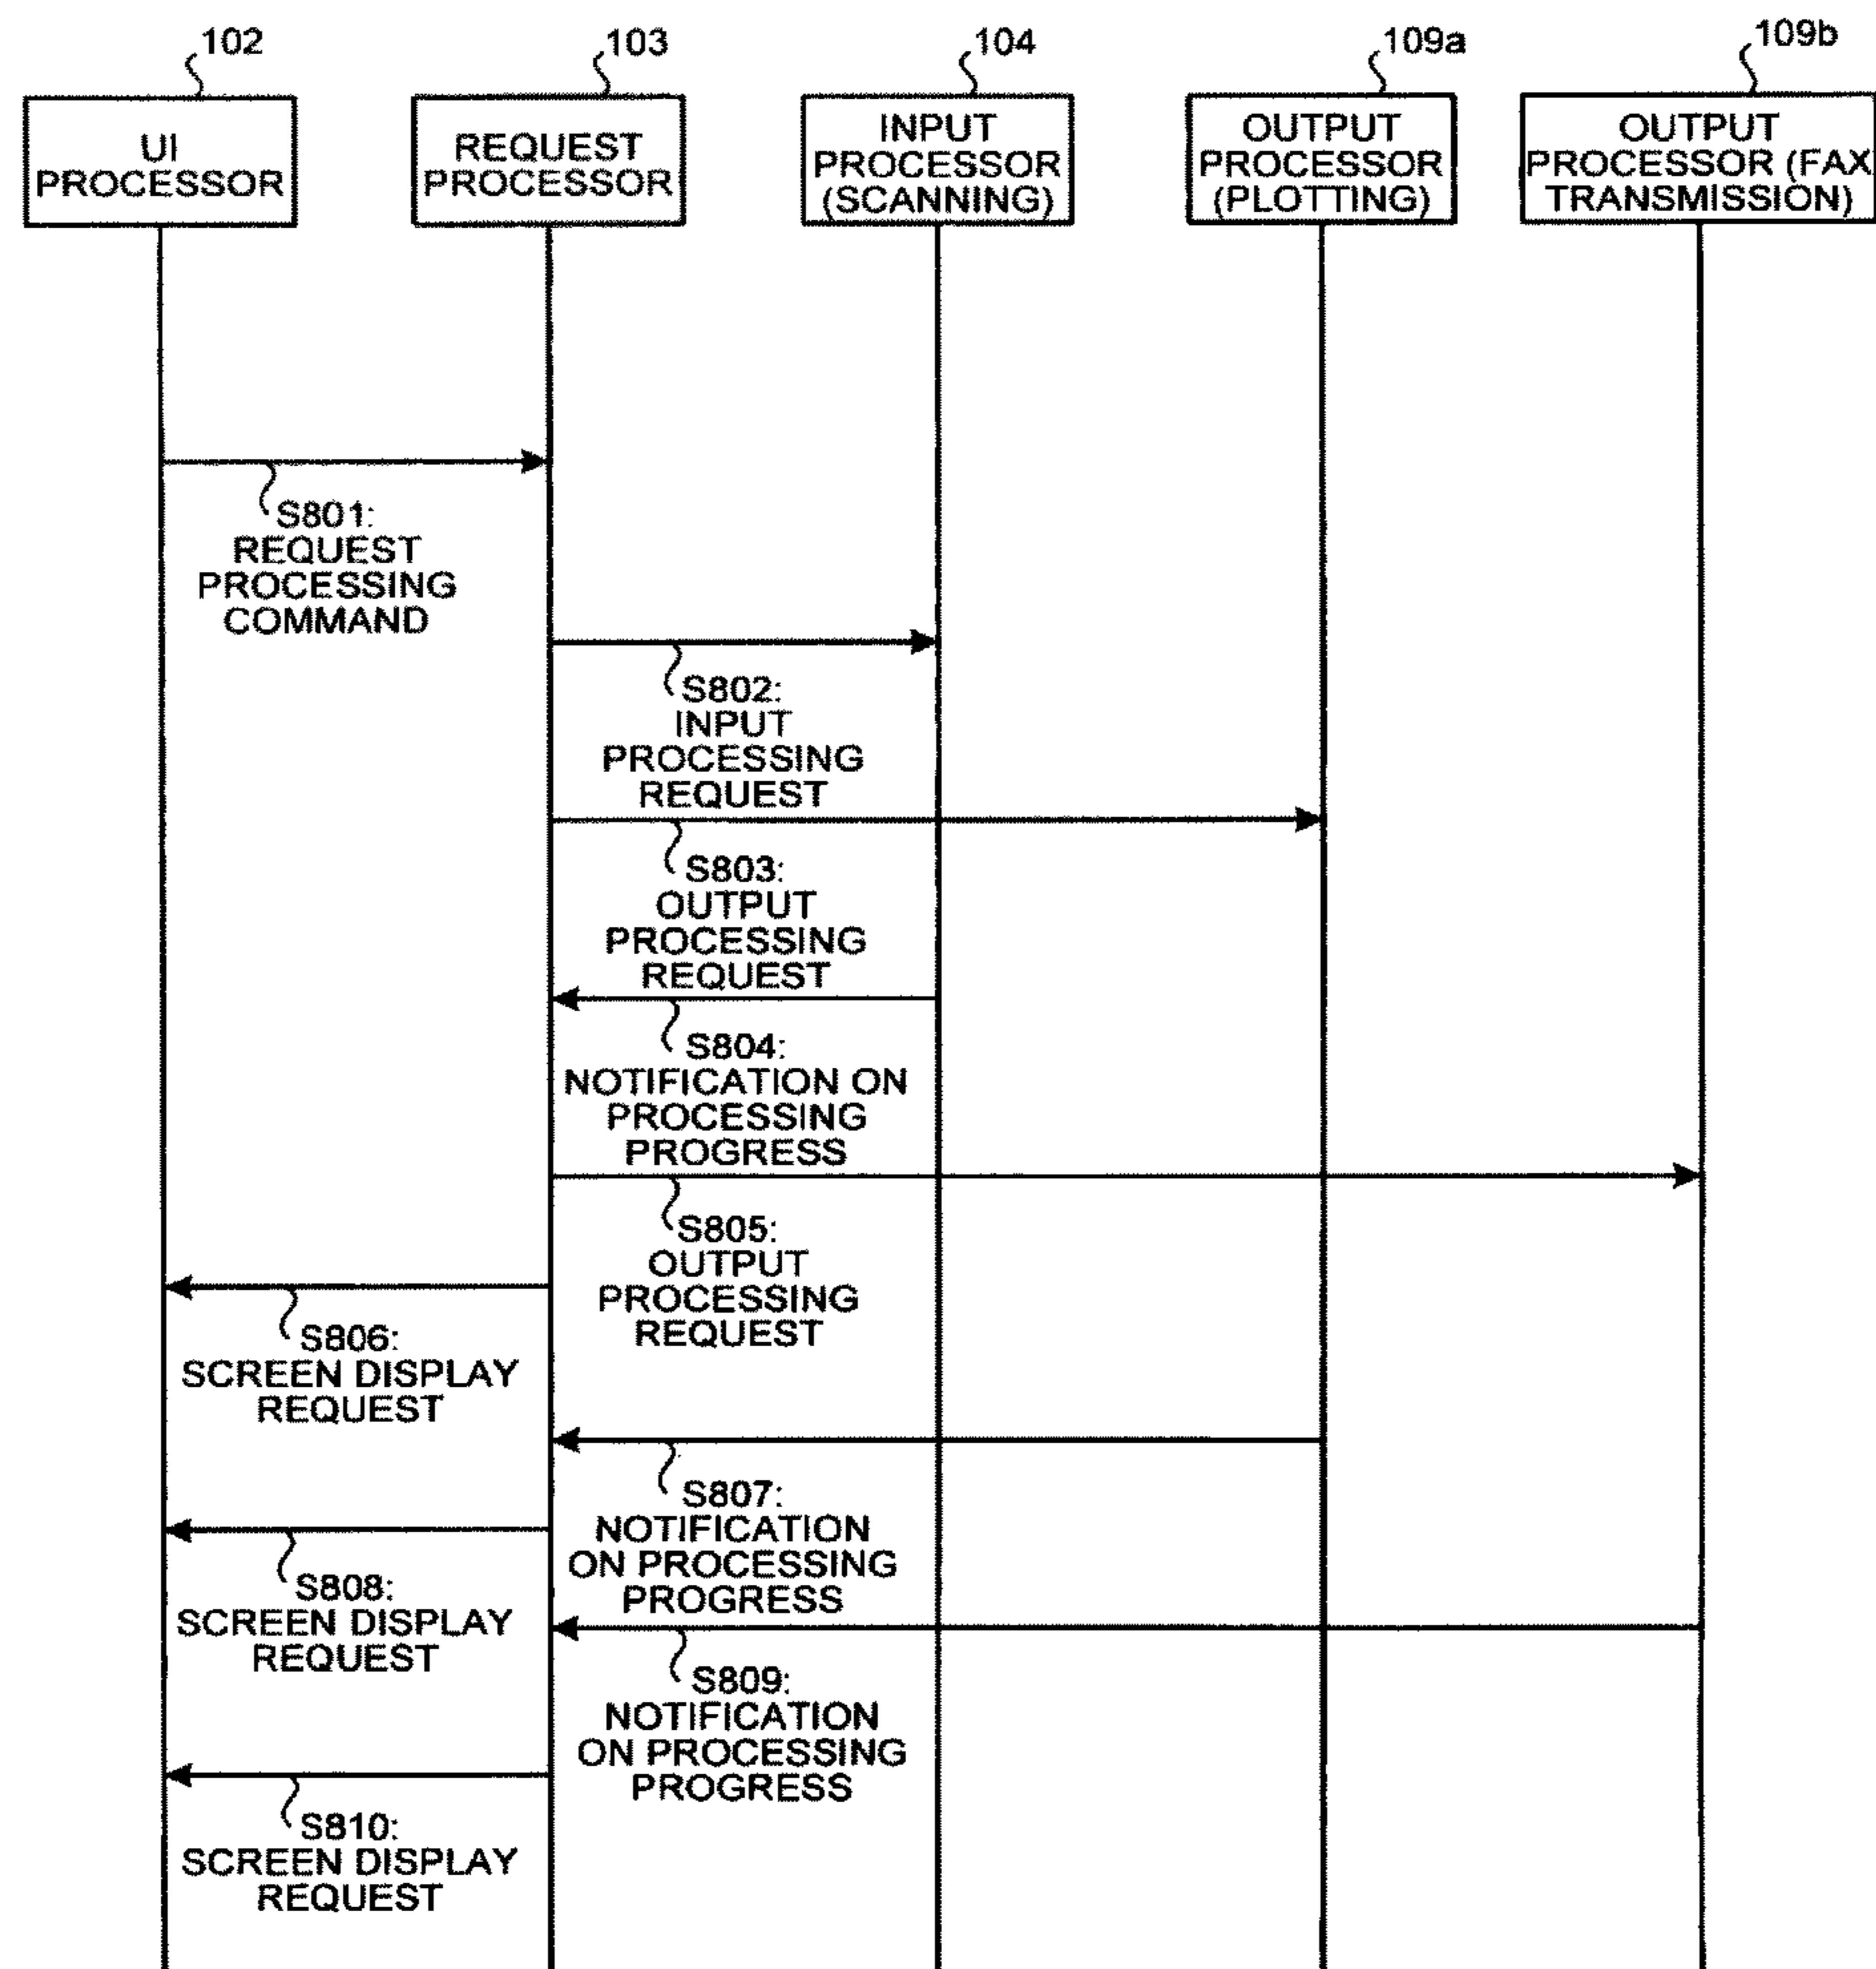 102
103
104
109a
109b
UI
PROCESSOR
REQUEST
PROCESSOR
INPUT
PROCESSOR
(SCANNING)
OUTPUT
PROCESSOR
(PLOTTING)
OUTPUT
PROCESSOR (FAX
TRANSMISSION)
S801:
REQUEST
PROCESSING
COMMAND
S802:
INPUT
PROCESSING
REQUEST
S803:
OUTPUT
PROCESSING
REQUEST
S804:
NOTIFICATION ON
PROCESSING
PROGRESS
S805:
OUTPUT
PROCESSING
REQUEST
S806:
SCREEN DISPLAY
REQUEST
S807:
NOTIFICATION
ON PROCESSING
PROGRESS
S808:
SCREEN DISPLAY
REQUEST
S809:
NOTIFICATION
ON PROCESSING
PROGRESS
S810:
SCREEN DISPLAY
REQUEST